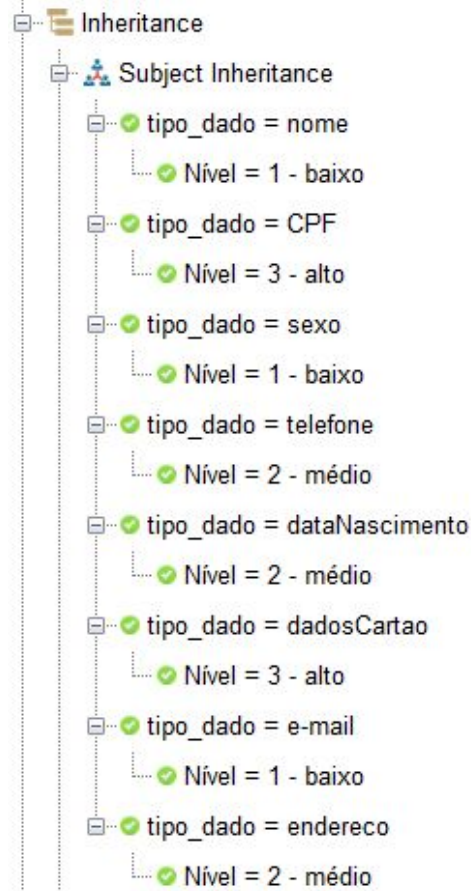 Inheritance
Subject Inheritance
tipo_dado = nome
Nível = 1 - baixo
tipo_dado = CPF
Nível = 3 - alto
tipo_dado = sexo
Nível = 1 - baixo
tipo_dado = telefone
Nível = 2 - médio
tipo_dado = dataNascimento
Nível = 2 - médio
tipo_dado = dadosCartao
Nível = 3 - alto
tipo_dado = e-mail
Nível = 1 - baixo
tipo_dado = endereco
Nível = 2 - médio